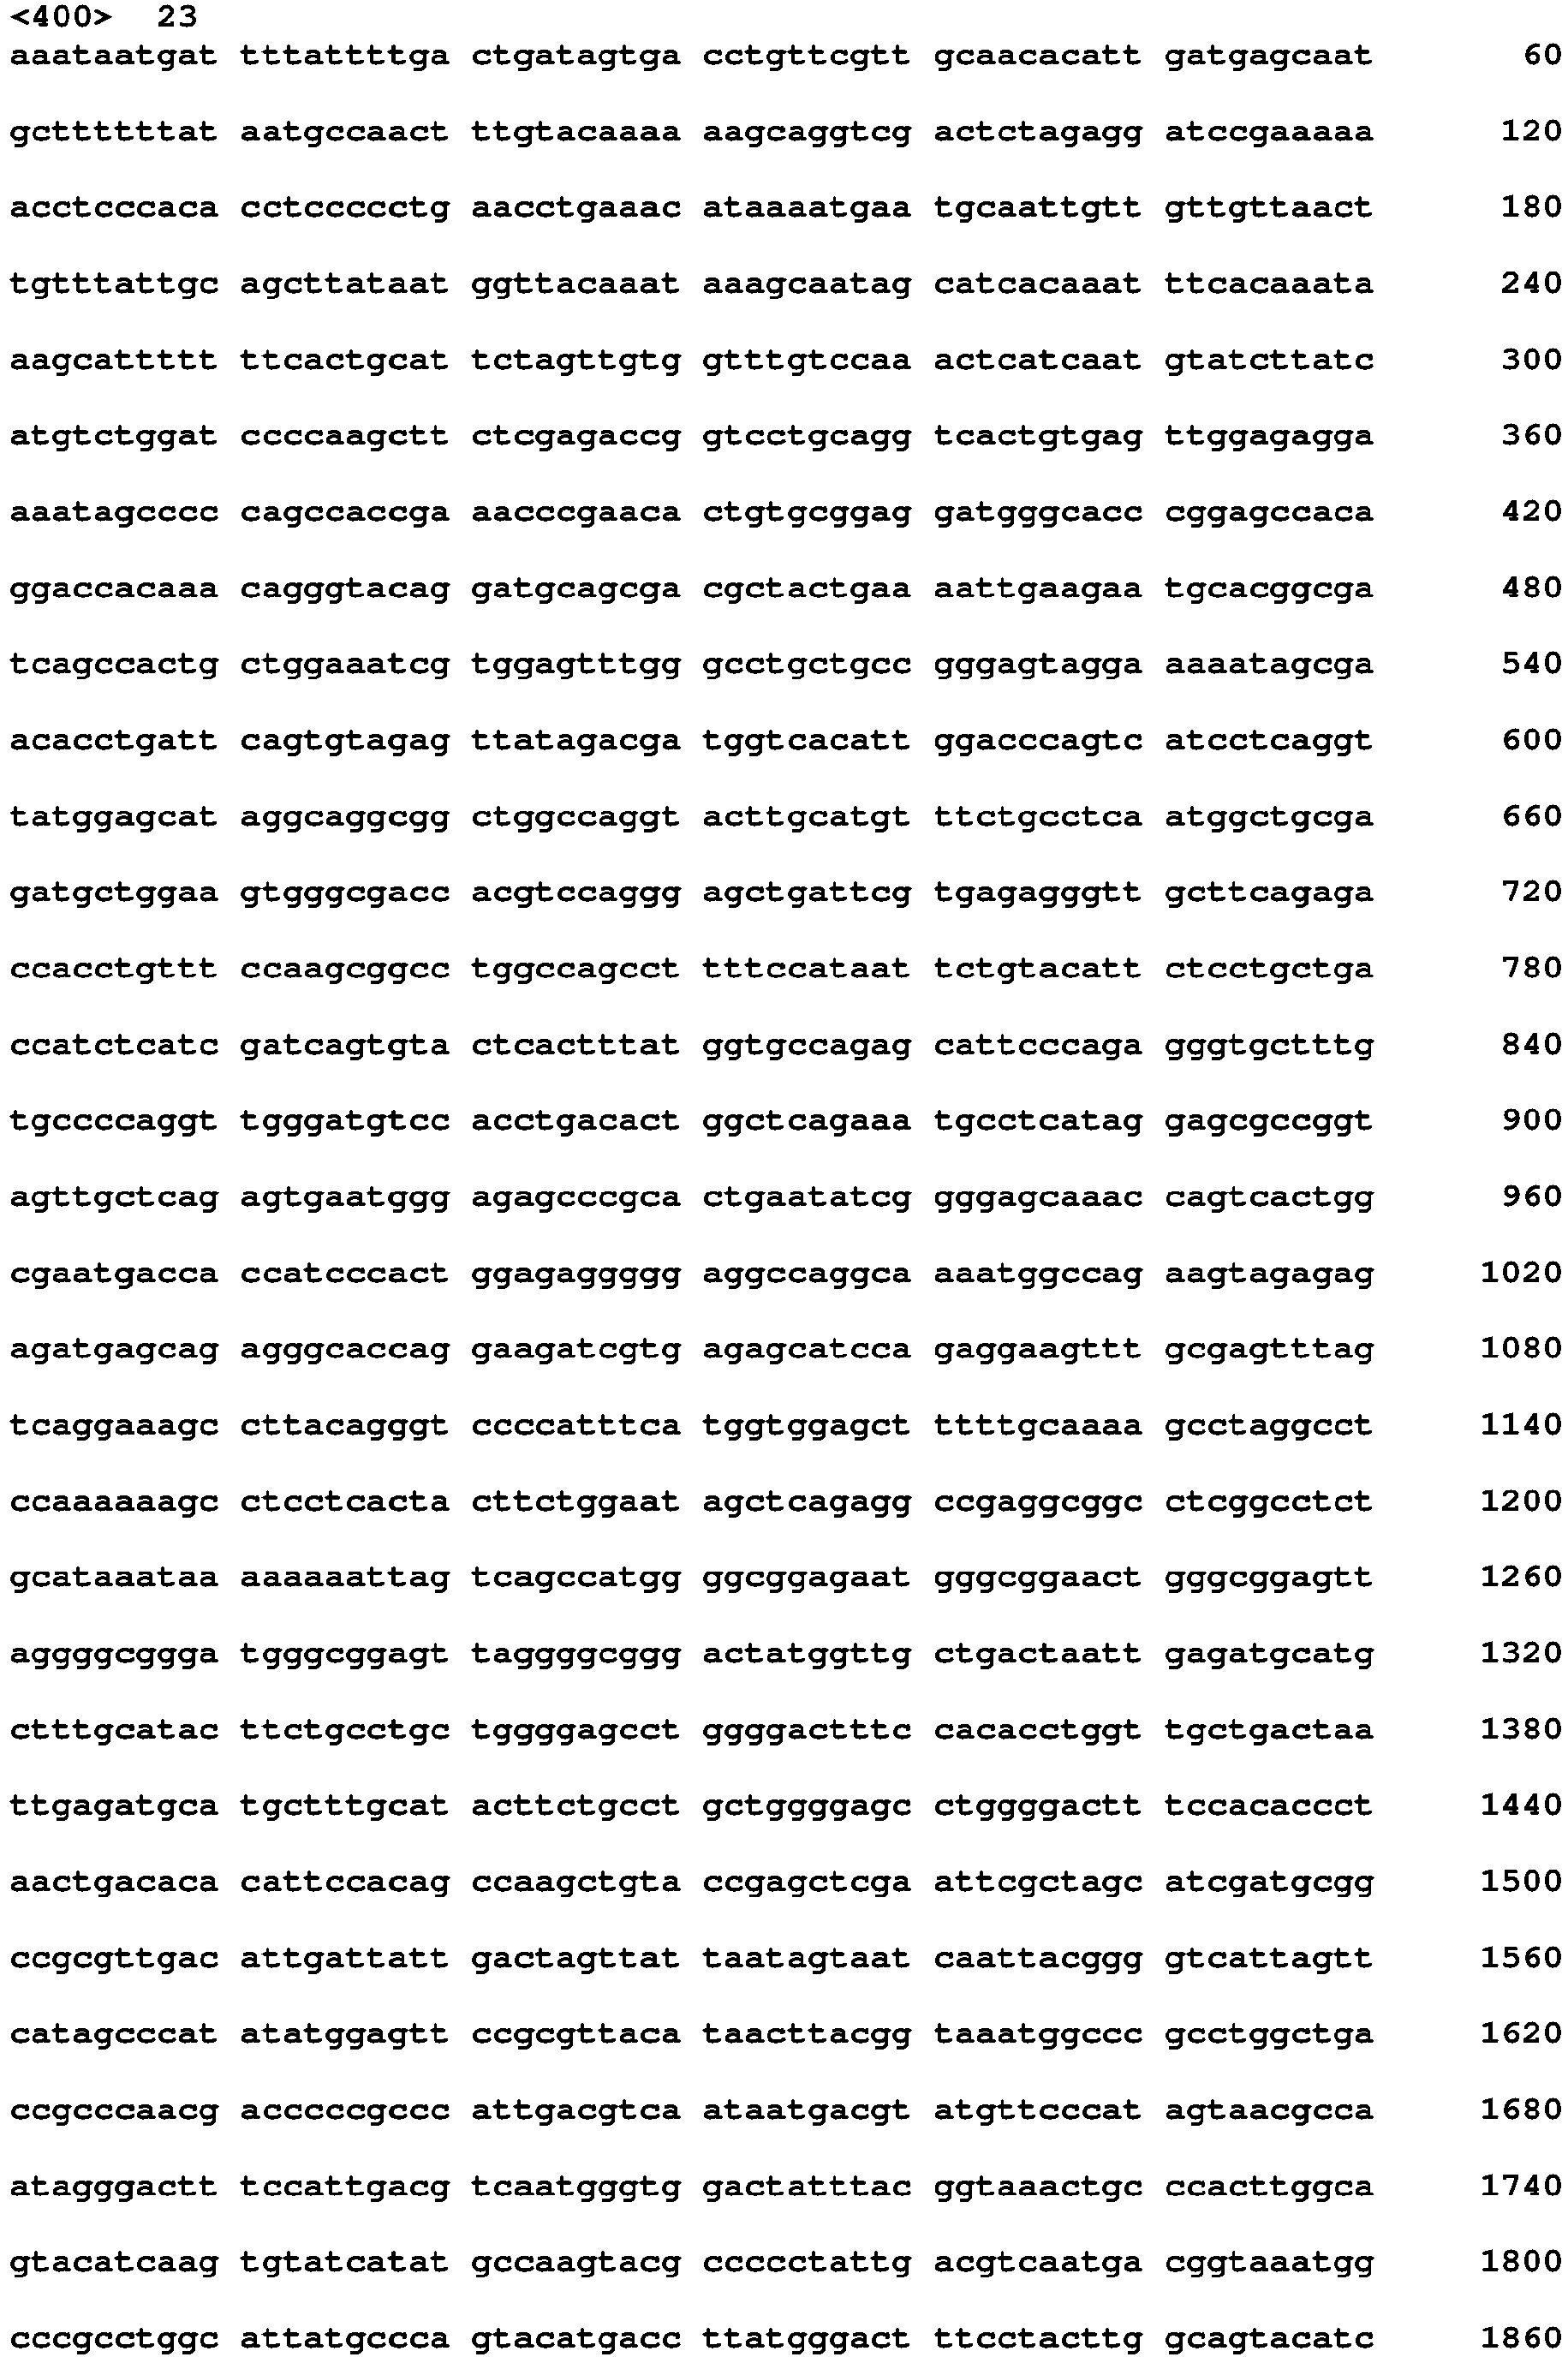 <400> 23
aaataatgat tttattttga ctgatagtga cctgttcgtt gcaacacatt gatgagcaat 60
gcttttttat aatgccaact ttgtacaaaa aagcaggtcg actctagagg atccgaaaaa 120
acctcccaca cctccccctg aacctgaaac ataaaatgaa tgcaattgtt gttgttaact 180
tgtttattgc agcttataat ggttacaaat aaagcaatag catcacaaat ttcacaaata 240
aagcattttt ttcactgcat tctagttgtg gtttgtccaa actcatcaat gtatcttatc 300
atgtctggat ccccaagctt ctcgagaccg gtcctgcagg tcactgtgag ttggagagga 360
aaatagcccc cagccaccga aacccgaaca ctgtgcggag gatgggcacc cggagccaca 420
ggaccacaaa cagggtacag gatgcagcga cgctactgaa aattgaagaa tgcacggcga 480
tcagccactg ctggaaatcg tggagtttgg gcctgctgcc gggagtagga aaaatagcga 540
acacctgatt cagtgtagag ttatagacga tggtcacatt ggacccagtc atcctcaggt 600
tatggagcat aggcaggcgg ctggccaggt acttgcatgt ttctgcctca atggctgcga 660
gatgctggaa gtgggcgacc acgtccaggg agctgattcg tgagagggtt gcttcagaga 720
ccacctgttt ccaagcggcc tggccagcct tttccataat tctgtacatt ctcctgctga 780
ccatctcatc gatcagtgta ctcactttat ggtgccagag cattcccaga gggtgctttg 840
tgccccaggt tgggatgtcc acctgacact ggctcagaaa tgcctcatag gagcgccggt 900
agttgctcag agtgaatggg agagcccgca ctgaatatcg gggagcaaac cagtcactgg 960
cgaatgacca ccatcccact ggagaggggg aggccaggca aaatggccag aagtagagag 1020
agatgagcag agggcaccag gaagatcgtg agagcatcca gaggaagttt gcgagtttag 1080
tcaggaaagc cttacagggt ccccatttca tggtggagct tttttgcaaaa gcctaggcct 1140
ccaaaaaagc ctcctcacta cttctggaat agctcagagg ccgaggcggc ctcggcctct 1200
gcataaataa aaaaaattag tcagccatgg ggcggagaat gggcggaact gggcggagtt 1260
aggggcggga tgggcggagt taggggcggg actatggttg ctgactaatt gagatgcatg 1320
ctttgcatac ttctgcctgc tggggagcct ggggactttc cacacctggt tgctgactaa 1380
ttgagatgca tgctttgcat acttctgcct gctggggagc ctggggactt tccacaccct 1440
aactgacaca cattccacag ccaagctgta ccgagctcga attcgctagc atcgatgcgg 1500
ccgcgttgac attgattatt gactagttat taatagtaat caattacggg gtcattagtt 1560
catagcccat atatggagtt ccgcgttaca taacttacgg taaatggccc gcctggctga 1620
ccgcccaacg acccccgccc attgacgtca ataatgacgt atgttcccat agtaacgcca 1680
atagggactt tccattgacg tcaatgggtg gactatttac ggtaaactgc ccacttggca 1740
gtacatcaag tgtatcatat gccaagtacg ccccctattg acgtcaatga cggtaaatgg 1800
cccgcctggc attatgccca gtacatgacc ttatgggact ttcctacttg gcagtacatc 1860